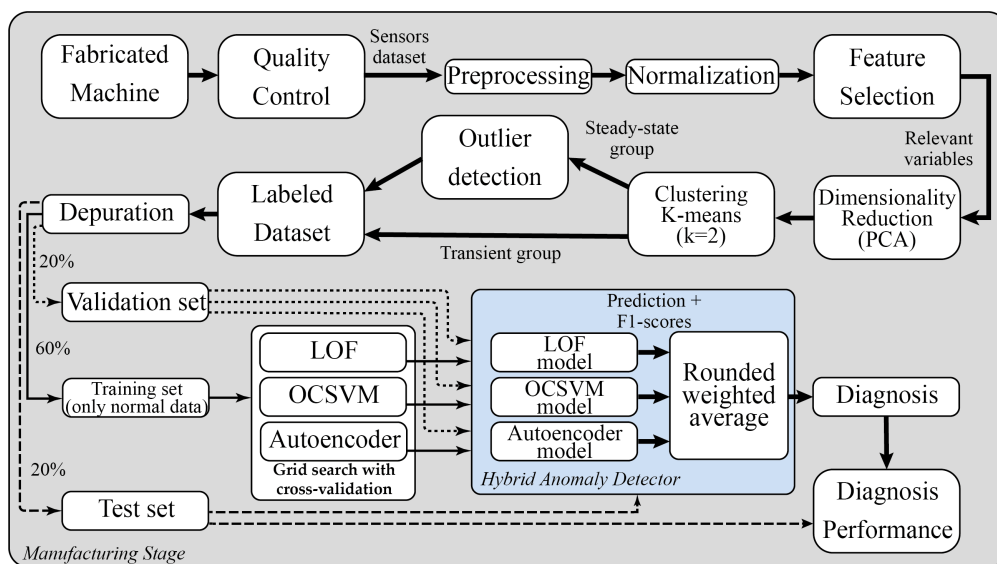 Fabricated
Machine
Quality
Control
Sensors
dataset
Preprocessing
Normalization
Feature
Selection
Relevant
variables
Steady-state
group
Outlier
detection
Depuration
Labeled
Dataset
Transient group
Clustering
K-means
(k=2)
Dimensionality
Reduction
(PCA)
20%
Validation set
60%
Training set
(only normal data)
20%
Test set
LOF
OCSVM
Autoencoder
Grid search with
cross-validation
Prediction +
F1-scores
LOF
model
OCSVM
model
Autoencoder
model
Rounded
weighted
average
Hybrid Anomaly Detector
Diagnosis
Diagnosis
Performance
Manufacturing Stage